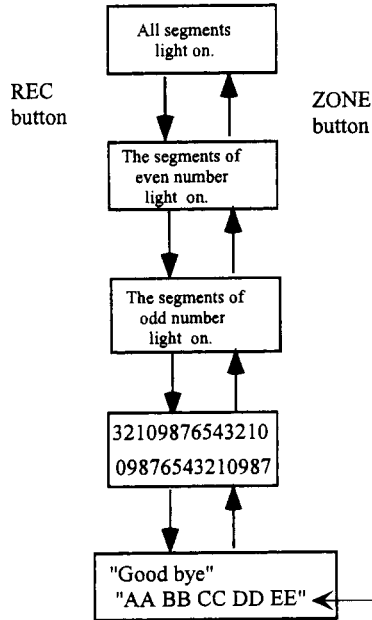 All segments
light on.
REC
button
ZONE
button
The segments of
even number
light on.
The segments of
odd number
light on.
32109876543210
09876543210987
"Good bye"
"AA BB CC DD EE"